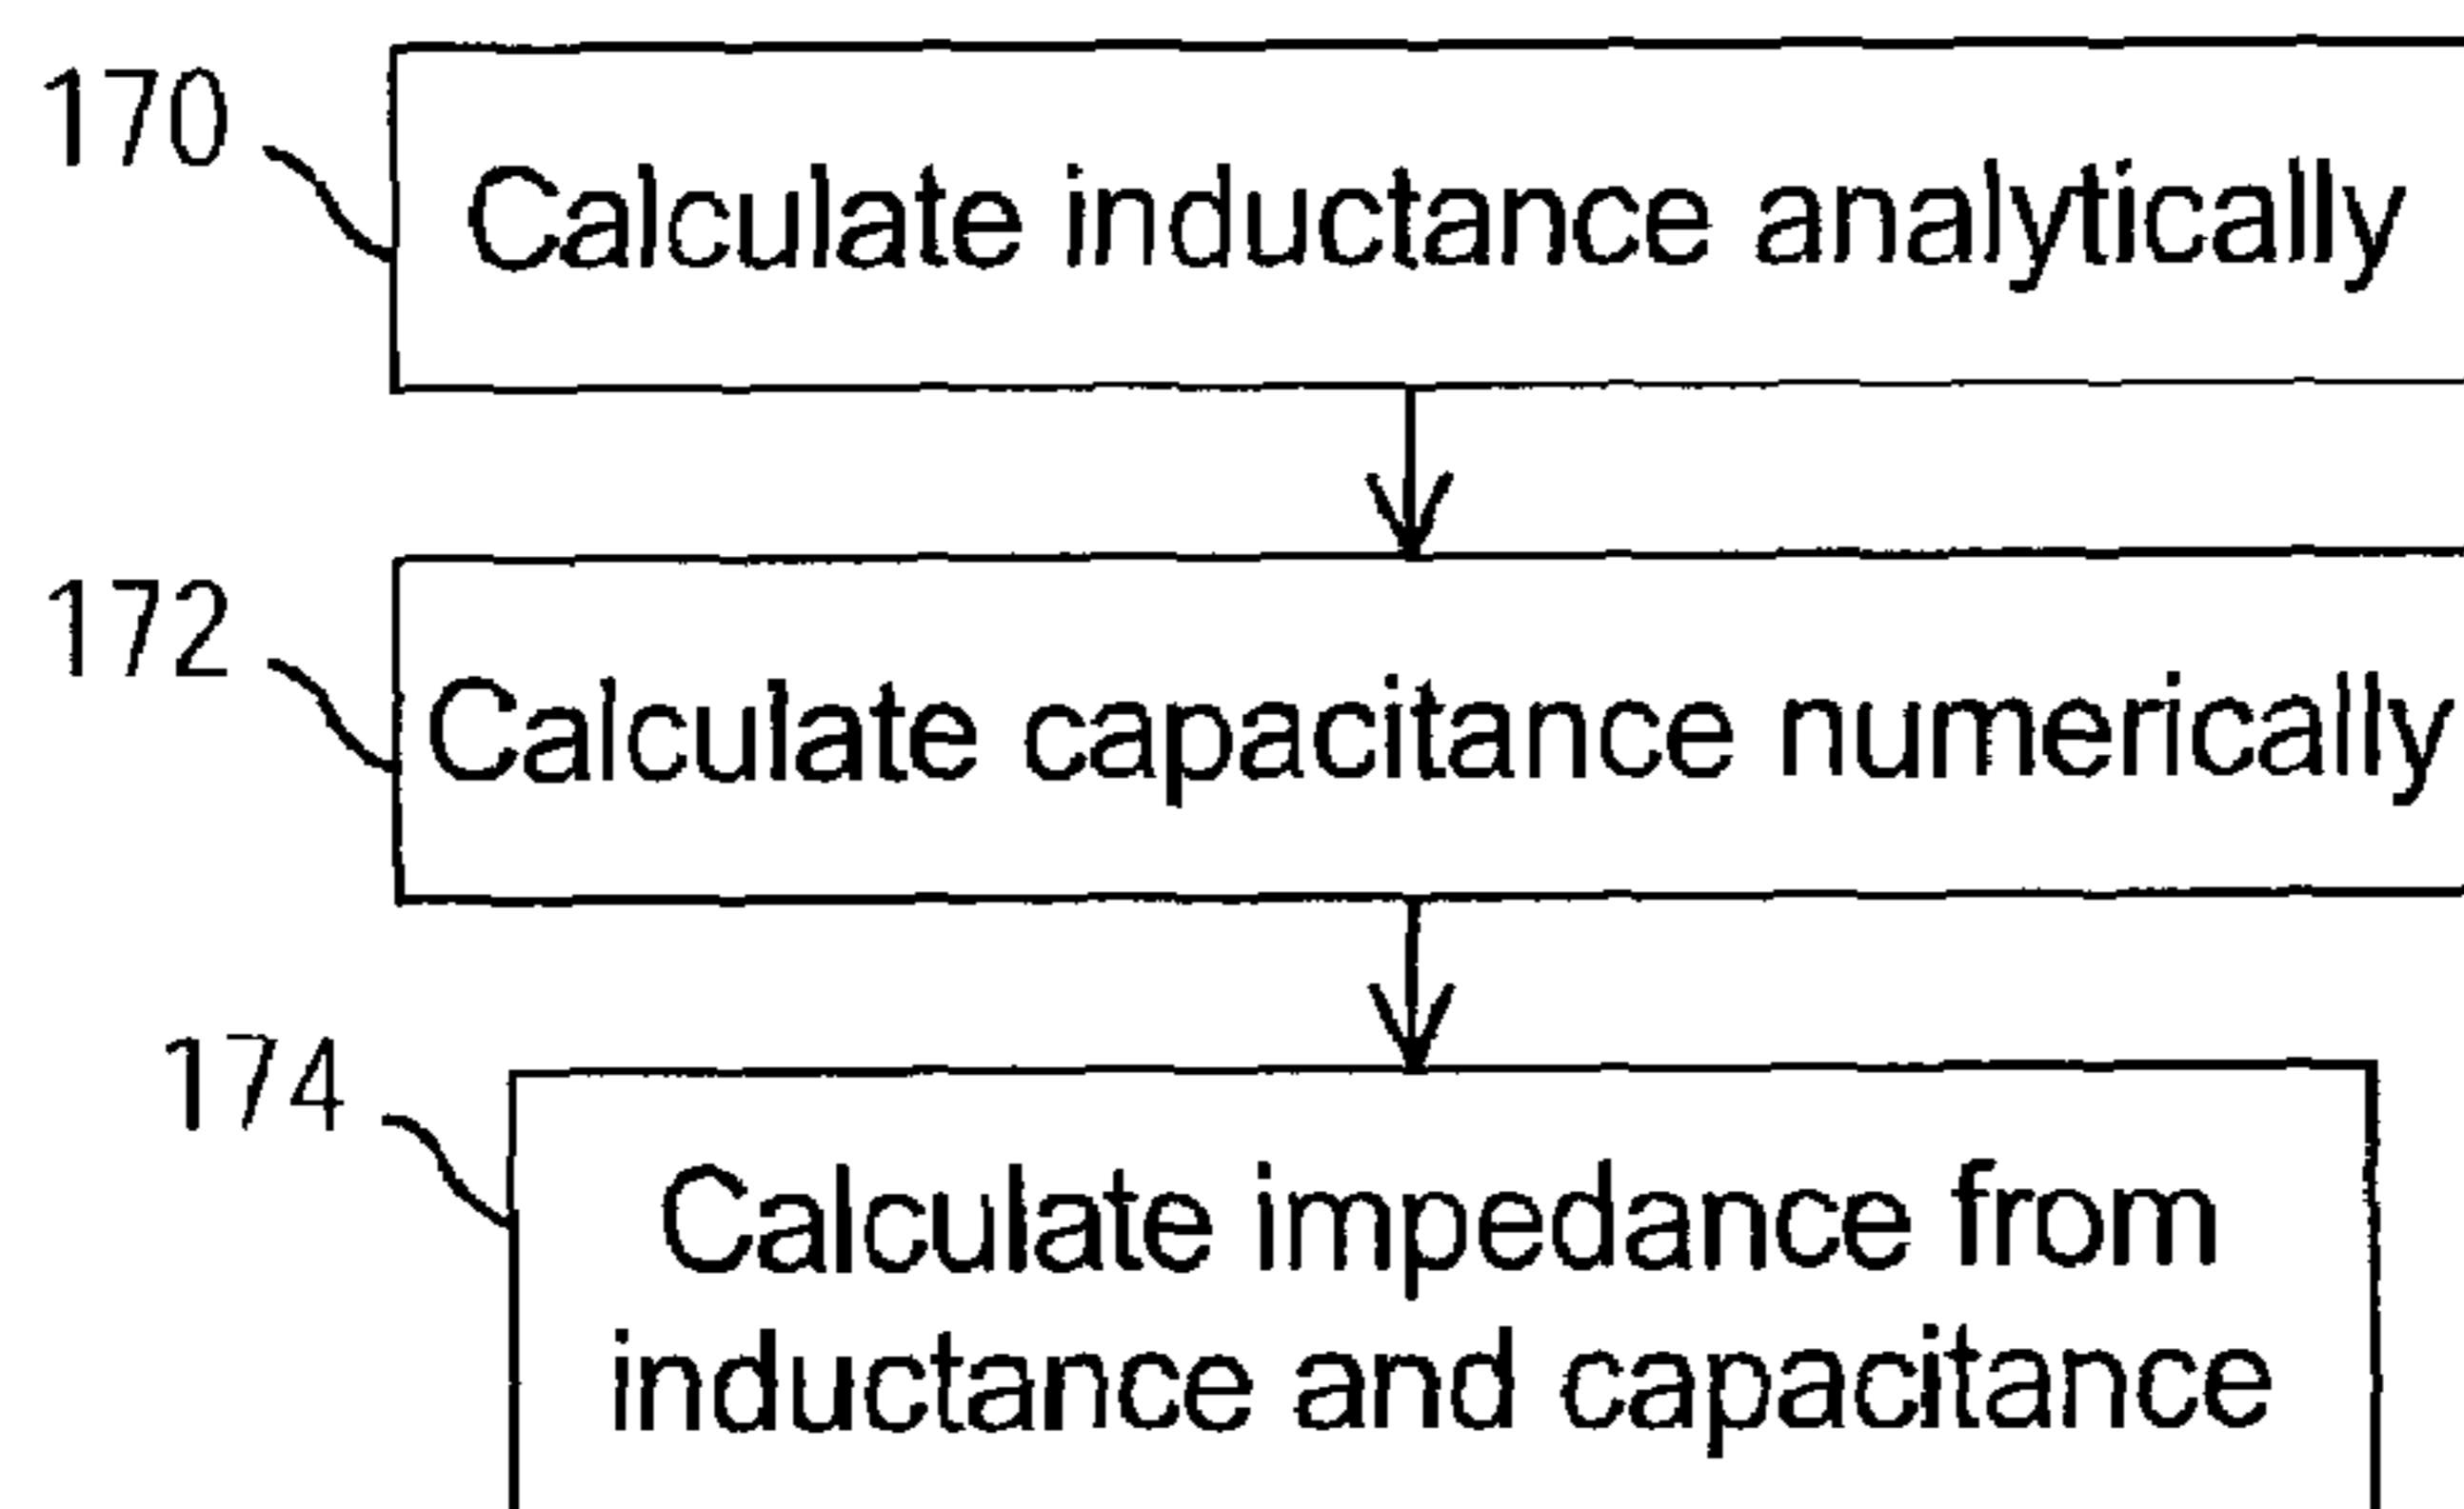 170
Calculate inductance analytically
172
Calculate capacitance numerically
174
Calculate impedance from
inductance and capacitance